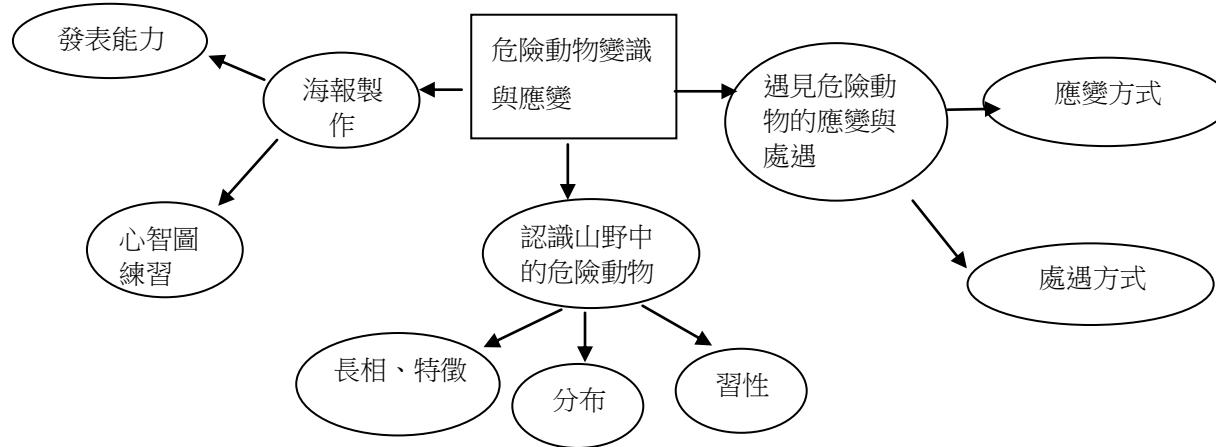 發表能力
危險動物變識
與應變
海報製
作
遇見危險動
物的應變與
處遇
應變方式
心智圖
練習
認識山野中
的危險動物
處遇方式
長相、特徵
分布
習性